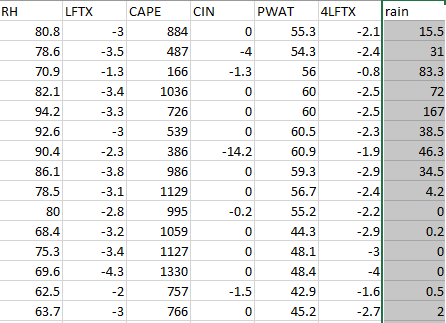 RH LFTX CAPE CIN PWAT 4LFTX rain
80.8 -3 884 0 55.3 -2.1 15.5
78.6 -3.5 487 -4 54.3 -2.4 31
70.9 -1.3 166 -1.3 56 -0.8 83.3
82.1 -3.4 1036 0 60 -2.5 72
94.2 -3.3 726 0 60 -2.5 167
92.6 -3 539 0 60.5 -2.3 38.5
90.4 -2.3 386 -14.2 60.9 -1.9 46.3
86.1 -3.8 986 0 59.3 -2.9 34.5
78.5 -3.1 1129 0 56.7 -2.4 4.2
80 -2.8 995 -0.2 55.2 -2.2 0
68.4 -3.2 1059 0 44.3 -2.9 0.2
75.3 -3.4 1127 0 48.1 -3 0
69.6 -4.3 1330 0 48.4 -4 0
62.5 -2 757 -1.5 42.9 -1.6 0.5
63.7 -3 766 0 45.2 -2.7 2